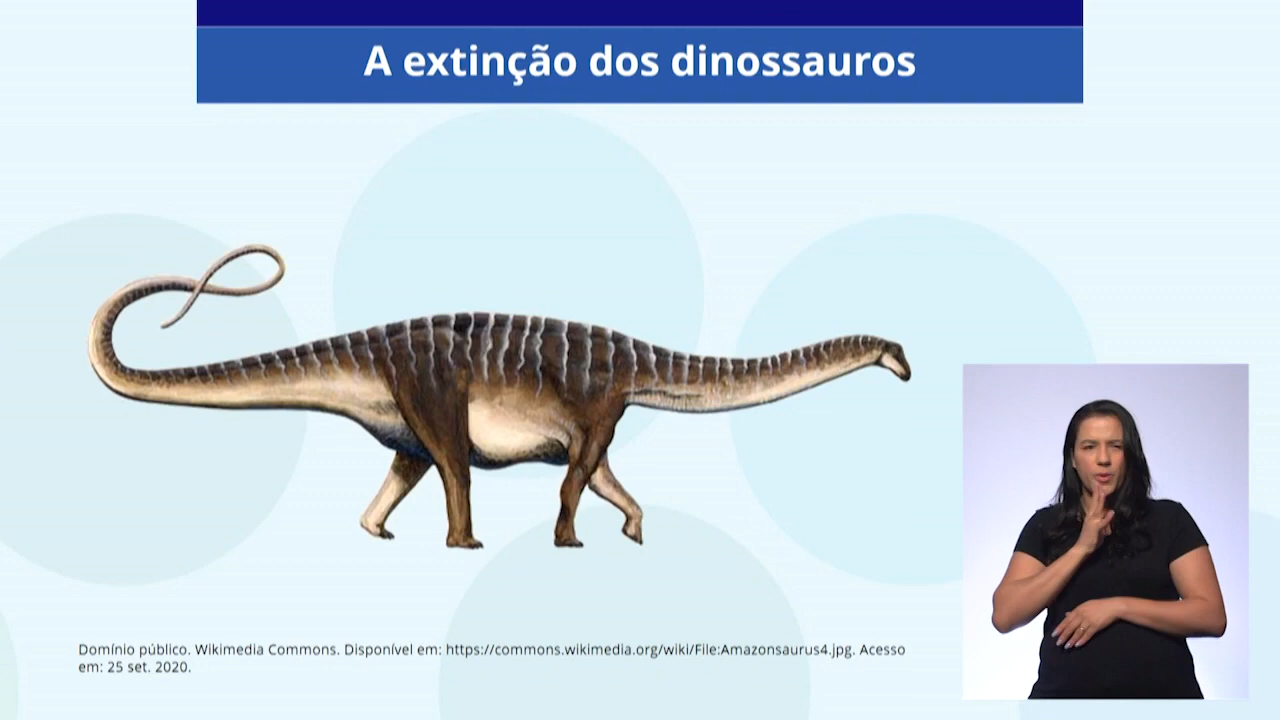 A extinção dos dinossauros
Domínio público. Wikimedia Commons. Disponível em: https://commons.wikimedia.org/wiki/File:Amazonsaurus4.jpg. Acesso
em: 25 set. 2020.